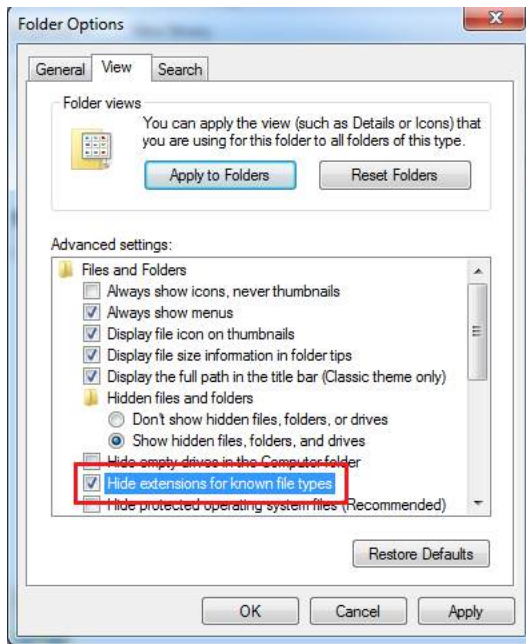 Folder Options
General
View
Search
Folder views
You can apply the view (such as Details or Icons) that
you are using for this folder to all folders of this type.
Apply to Folders
Reset Folders
Advanced settings:
Files and Folders
Always show icons, never thumbnails
Always show menus
Display file icon on thumbnails
Display file size information in folder tips
Display the full path in the title bar (Classic theme only)
Hidden files and folders
Don't show hidden files, folders, or drives
Show hidden files, folders, and drives
Hide empty drives in the Computer folder
Hide extensions for known file types
Hide protected operating system files (Recommended)
Restore Defaults
OK
Cancel
Apply